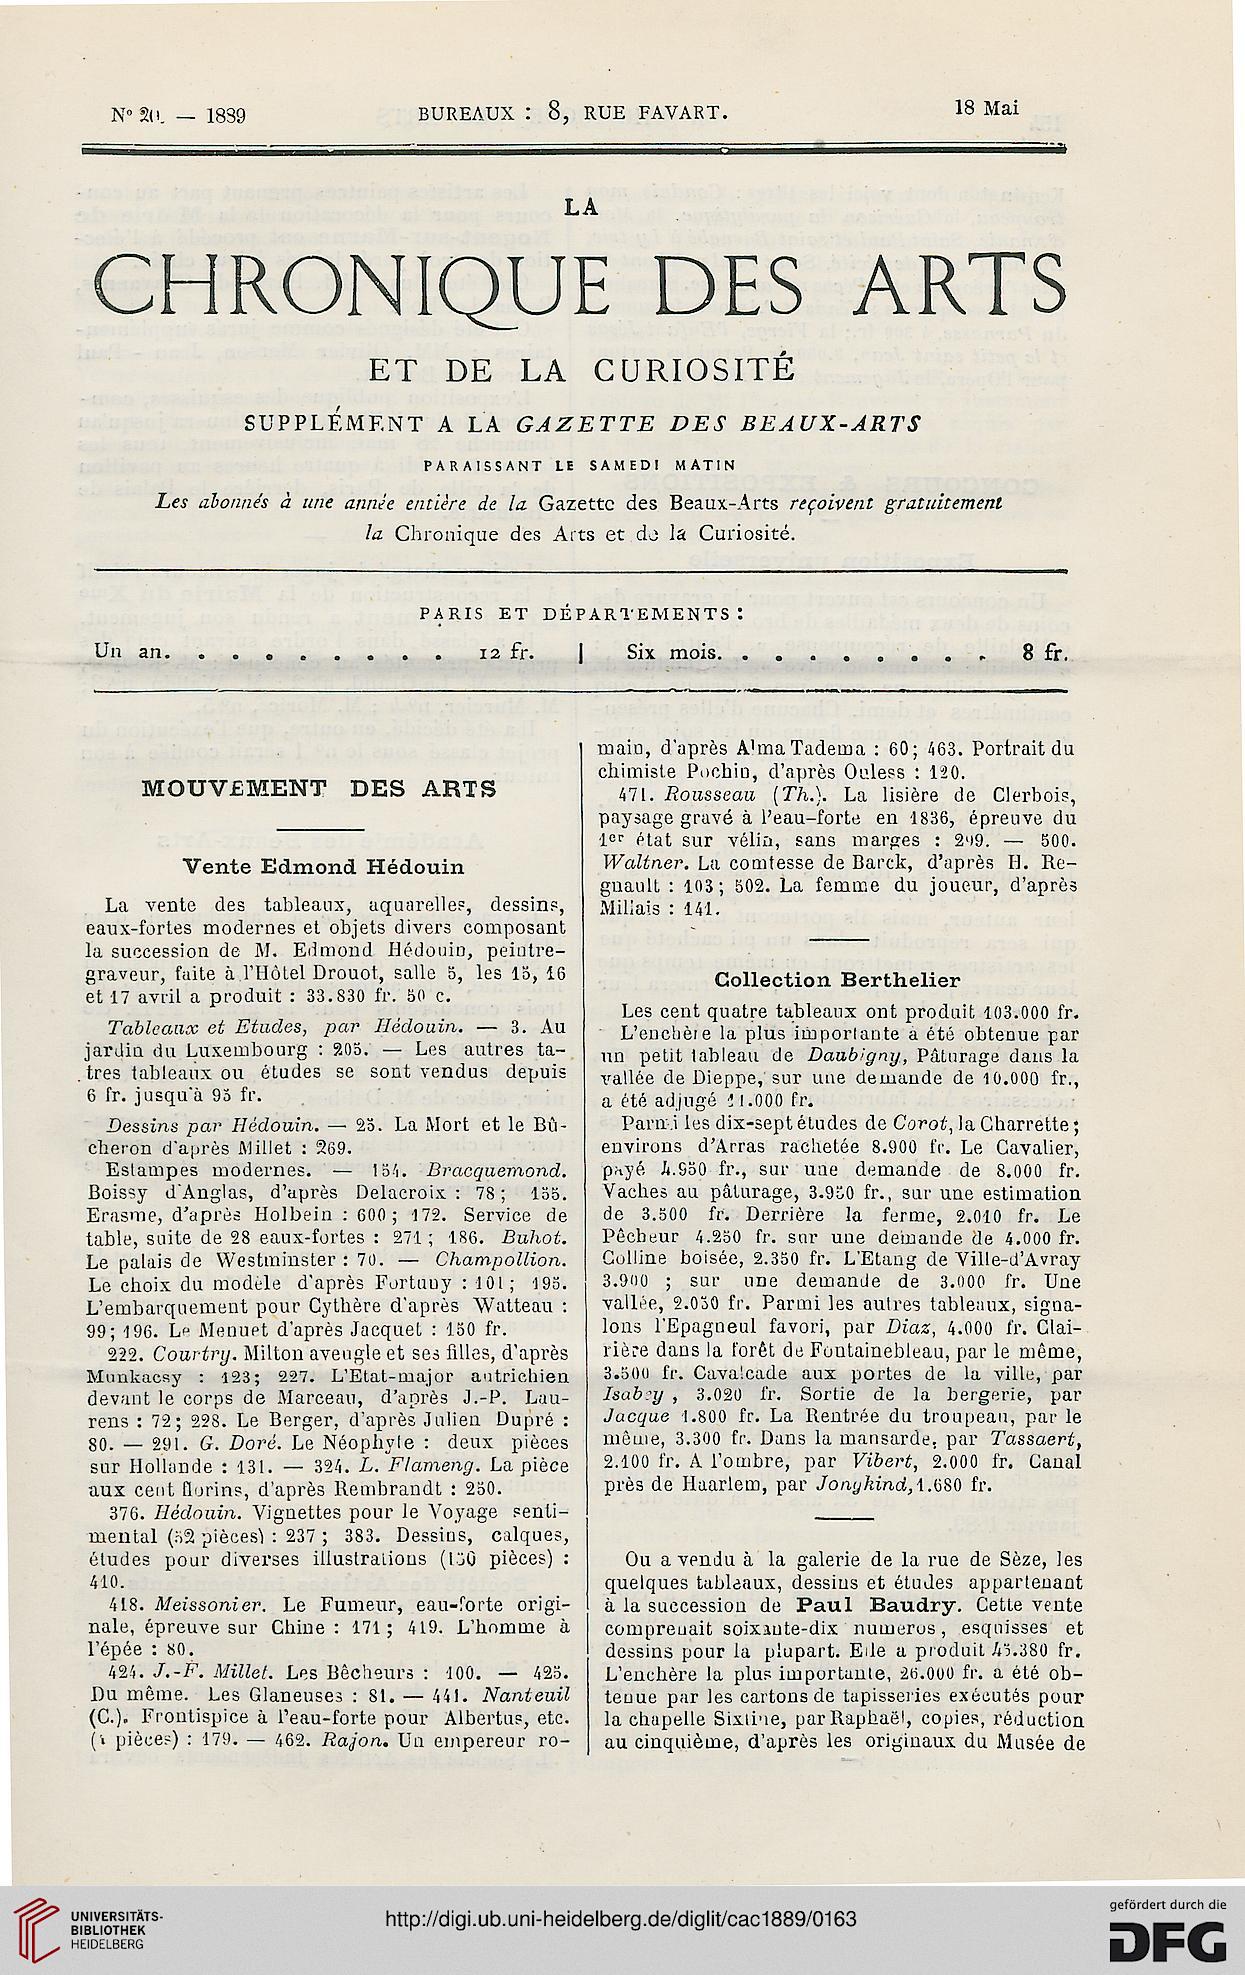 N° 20. — 1889
BUREAUX : 8, RUE FAVART.
18 Mai
LA
CHRONIQUE DES ARTS
ET DE LA CURIOSITÉ
SUPPLÉMENT A LA GAZETTE DES BEAUX-ARTS
PARAISSANT LE SAMEDI MATIN
Les abonnés à une année entière de la Gazette des Beaux-Arts reçoivent gratuitement
la Chronique des Arts et de la Curiosité.
PARIS ET DÉPARTEMENTS :
Un an. . . . . . . . . 12 fr. | Six mois. . . . . . . . . 8 fr.
MOUVEMENT DES ARTS
Vente Edmond Hédouin
La vente des tableaux, aquarelles, dessins,
eaux-fortes modernes et objets divers composant
la succession de M. Edmond Hédouin, peintre-
graveur, faite à l'Hôtel Drouot, salle 5, les 15, 16
et 17 avril a produit : 33.830 fr. 50 c.
Tableaux et Etudes, par Hédouin. — 3. Au
jardin du Luxembourg : 205. — Les autres ta-
tres tableaux ou études se sont vendus depuis
6 fr. jusqu'à 95 fr.
Dessins par Hédouin. — 25. La Mort et le Bû-
cheron d'après Millet : 269.
Estampes modernes. — 154. Bracquemond.
Boissy d'Anglas, d'après Delacroix : 78; 155.
Erasme, d'après Holbein : 600; 172. Service de
table, suite de 28 eaux-fortes : 271; 186. Buhot.
Le palais de Westminster : 70. — Champollion.
Le choix du modèle d'après Fortuny : 101; 195.
L'embarquement pour Cythère d'après Watteau :
99; 196. Le Menuet d'après Jacquet : 150 fr.
222. Courtry. Milton aveugle et ses filles, d'après
Munkacsy : 123; 227. L'Etat-major autrichien
devant le corps de Marceau, d'après J.-P. Lau-
rens : 72; 228. Le Berger, d'après Julien Dupré :
80. — 291. G. Doré. Le Néophyte : deux pièces
sur Hollande : 131. — 324. L. Flameng. La pièce
aux cent florins, d'après Rembrandt : 250.
376. Hédouin. Vignettes pour le Voyage senti-
mental (52 pièces) : 237; 383. Dessins, calques,
études pour diverses illustrations (150 pièces) :
410.
418. Meissonier. Le Fumeur, eau-forte origi-
nale, épreuve sur Chine : 171; 419. L'homme à
l'épée : 80.
424. J.-F. Millet. Les Bêcheurs : 100. — 425.
Du même. Les Glaneuses : 81. — 441. Nanteuil
(C.). Frontispice à l'eau-forte pour Albertus, etc.
( pièces) : 179. — 462. Rajon. Un empereur ro-
main, d'après Alma Tadema : 60; 463. Portrait du
chimiste Pochin, d'après Ouless : 120.
471. Rousseau (Th.). La lisière de Clerbois,
paysage gravé à l'eau-forte en 1836, épreuve du
1er état sur vélin, sans marges : 299. — 500.
Waltner. La comtesse de Barck, d'après H. Re-
gnault : 103; 502. La femme du joueur, d'après
Millais : 141.
Collection Berthelier
Les cent quatre tableaux ont produit 103.000 fr.
L'enchère la plus importante a été obtenue par
un petit tableau de Daubigny, Pâturage dans la
vallée de Dieppe, sur une demande de 10.000 fr.,
a été adjugé 11.000 fr.
Parmi les dix-sept études de Corot, la Charrette;
environs d'Arras rachetée 8.900 fr. Le Cavalier,
payé 4.950 fr., sur une demande de 8.000 fr.
Vaches au pâturage, 3.950 fr., sur une estimation
de 3.500 fr. Derrière la ferme, 2.010 fr. Le
Pêcheur 4.250 fr. sur une demande de 4.000 fr.
Colline boisée, 2.350 fr. L'Etang de Ville-d'Avray
3.900 ; sur une demande de 3.000 fr. Une
vallée, 2.050 fr. Parmi les autres tableaux, signa-
lons l'Epagneul favori, par Diaz, 4.000 fr. Clai-
rière dans la forêt de Fontainebleau, par le même,
3.500 fr. Cavalcade aux portes de la ville, par
Isabey , 3.020 fr. Sortie de la bergerie, par
Jacque 1.800 fr. La Rentrée du troupeau, par le
même, 3.300 fr. Dans la mansarde, par Tassaert,
2.100 fr. A l'ombre, par Vibert, 2.000 fr. Canal
près de Haarlem, par Jongkind, 1.680 fr.
Ou a vendu à la galerie de la rue de Sèze, les
quelques tableaux, dessins et études appartenant
à la succession de Paul Baudry. Cette vente
comprenait soixante-dix numeros, esquisses et
dessins pour la plupart. Elle a produit 45.380 fr.
L'enchère la plus importante, 26.000 fr. a été ob-
tenue par les cartons de tapisseries exécutés pour
la chapelle Sixtine, par Raphaël, copies, réduction
au cinquième, d'après les originaux du Musée de
UNIVERSITÄTS-
BIBLIOTHEK
HEIDELBERG
http://digi.ub.uni-heidelberg.de/diglit/cac1889/0163
gefördert durch die
DFG